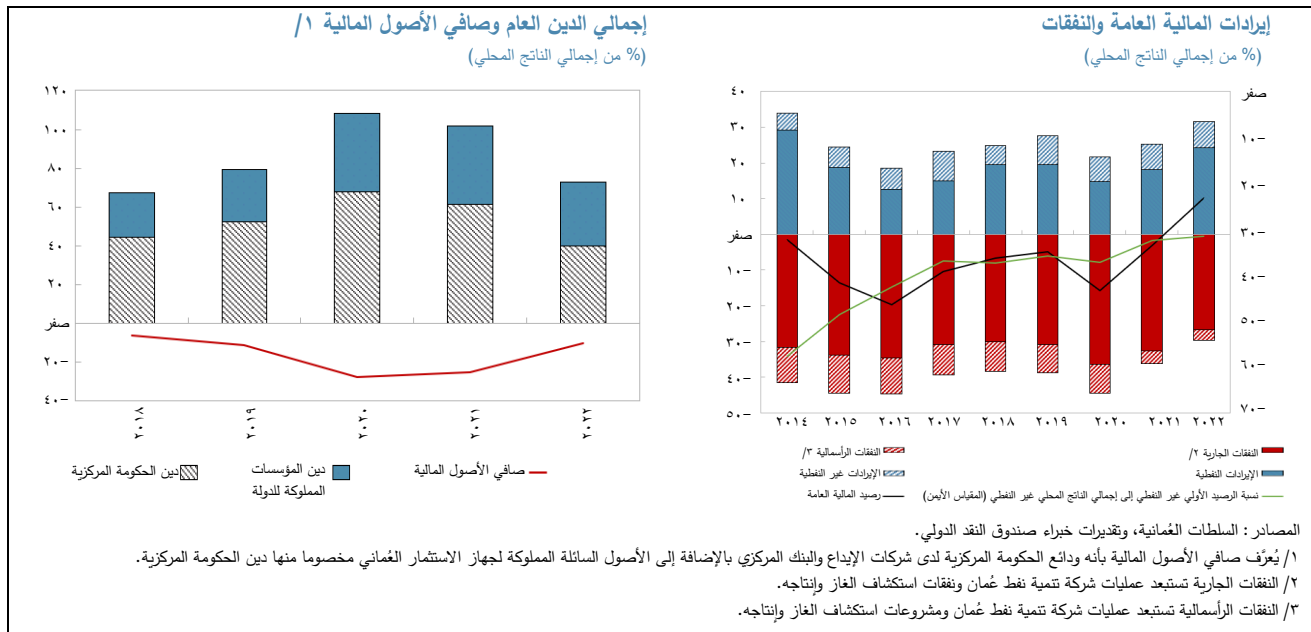 إيرادات المالية العامة والنفقات
(% من إجمالي الناتج المحلي)
٤٠
٣٠
٢٠
١٠
صفر
١٠−
٢٠−
٣٠−
٤٠−
٥٠−
صفر
١٠−
٢٠−
٣٠−
٤٠−
٥٠−
٦٠−
٧٠−
٢٠١٤ ٢٠١٥ ٢٠١٦ ٢٠١٧ ٢٠١٨ ٢٠١٩ ٢٠٢٠ ٢٠٢١ ٢٠٢٢
النفقات الجارية ٢/ النفقات الرأسمالية ٣/
الإيرادات النفطية الإيرادات غير النفطية
نسبة الرصيد الأولي غير النفطي إلى إجمالي الناتج المحلي غير النفطي (المقياس الأيمن) رصيد المالية العامة
إجمالي الدين العام وصافي الأصول المالية ١/
(% من إجمالي الناتج المحلي)
١٢٠
١٠٠
٨٠
٦٠
٤٠
٢٠
صفر
٢٠−
٤٠−
٢٠١٨ ٢٠١٩ ٢٠٢٠ ٢٠٢١ ٢٠٢٢
صافي الأصول المالية
دين المؤسسات
المملوكة للدولة
دين الحكومة المركزية
المصادر: السلطات العُمانية، وتقديرات خبراء صندوق النقد الدولي.
١/ يُعرَّف صافي الأصول المالية بأنه ودائع الحكومة المركزية لدى شركات الإيداع والبنك المركزي بالإضافة إلى الأصول السائلة المملوكة لجهاز الاستثمار العُماني مخصوما منها دين الحكومة المركزية.
٢/ النفقات الجارية تستبعد عمليات شركة تنمية نفط عُمان ونفقات استكشاف الغاز وإنتاجه.
٣/ النفقات الرأسمالية تستبعد عمليات شركة تنمية نفط عُمان ومشروعات استكشاف الغاز وإنتاجه.